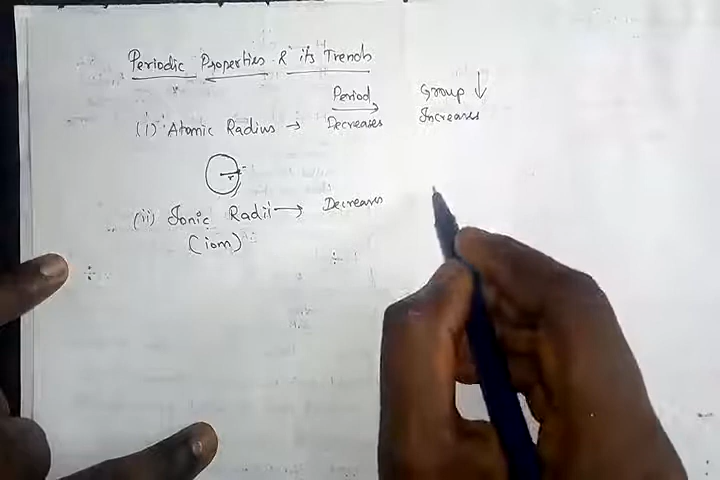 Periodic Properties & its Trends
Period Group ↓
(i) Atomic Radius → Decreases Increases
r
(ii) Ionic Radii → Decreases
(ion)